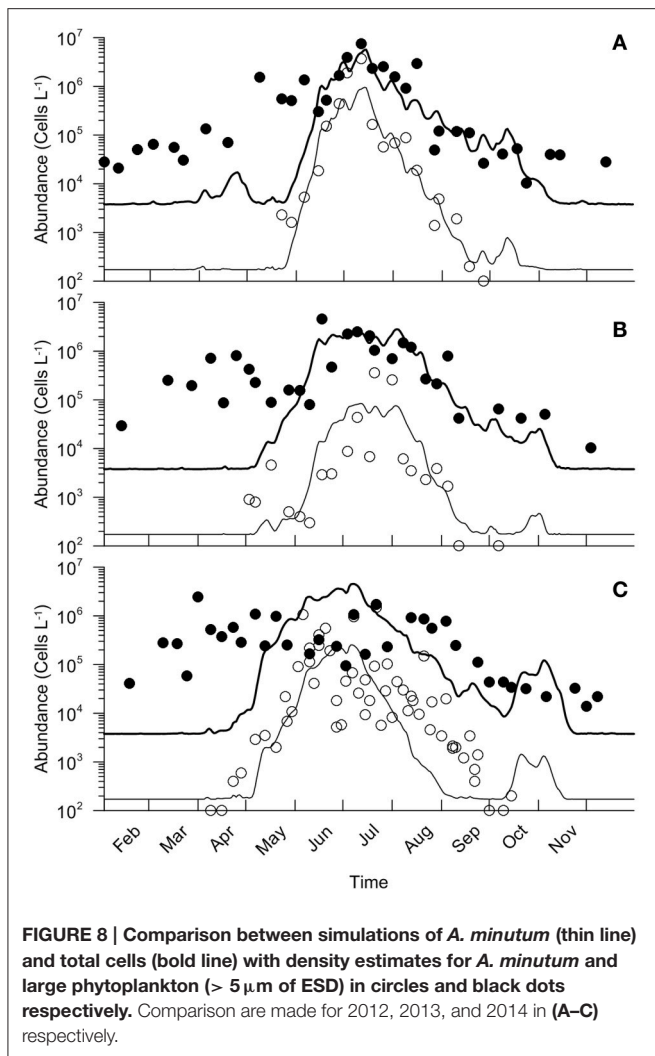 A
Abundance (Cells L⁻¹)
10⁷
10⁶
10⁵
10⁴
10³
10²
B
Abundance (Cells L⁻¹)
10⁷
10⁶
10⁵
10⁴
10³
10²
C
Abundance (Cells L⁻¹)
10⁷
10⁶
10⁵
10⁴
10³
10²
Feb Mar Apr May Jun Jul Aug Sep Oct Nov
Time
FIGURE 8 | Comparison between simulations of A. minutum (thin line)
and total cells (bold line) with density estimates for A. minutum and
large phytoplankton (> 5 μm of ESD) in circles and black dots
respectively. Comparison are made for 2012, 2013, and 2014 in (A–C)
respectively.